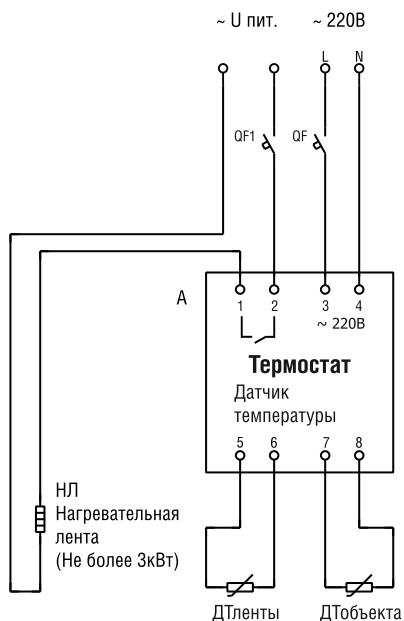 ~ U пит.
~ 220В
L
N
QF1
QF
А
1
2
3
4
~ 220В
Термостат
Датчик
температуры
5
6
7
8
НЛ
Нагревательная
лента
(Не более 3кВт)
ДТленты
ДТобъекта